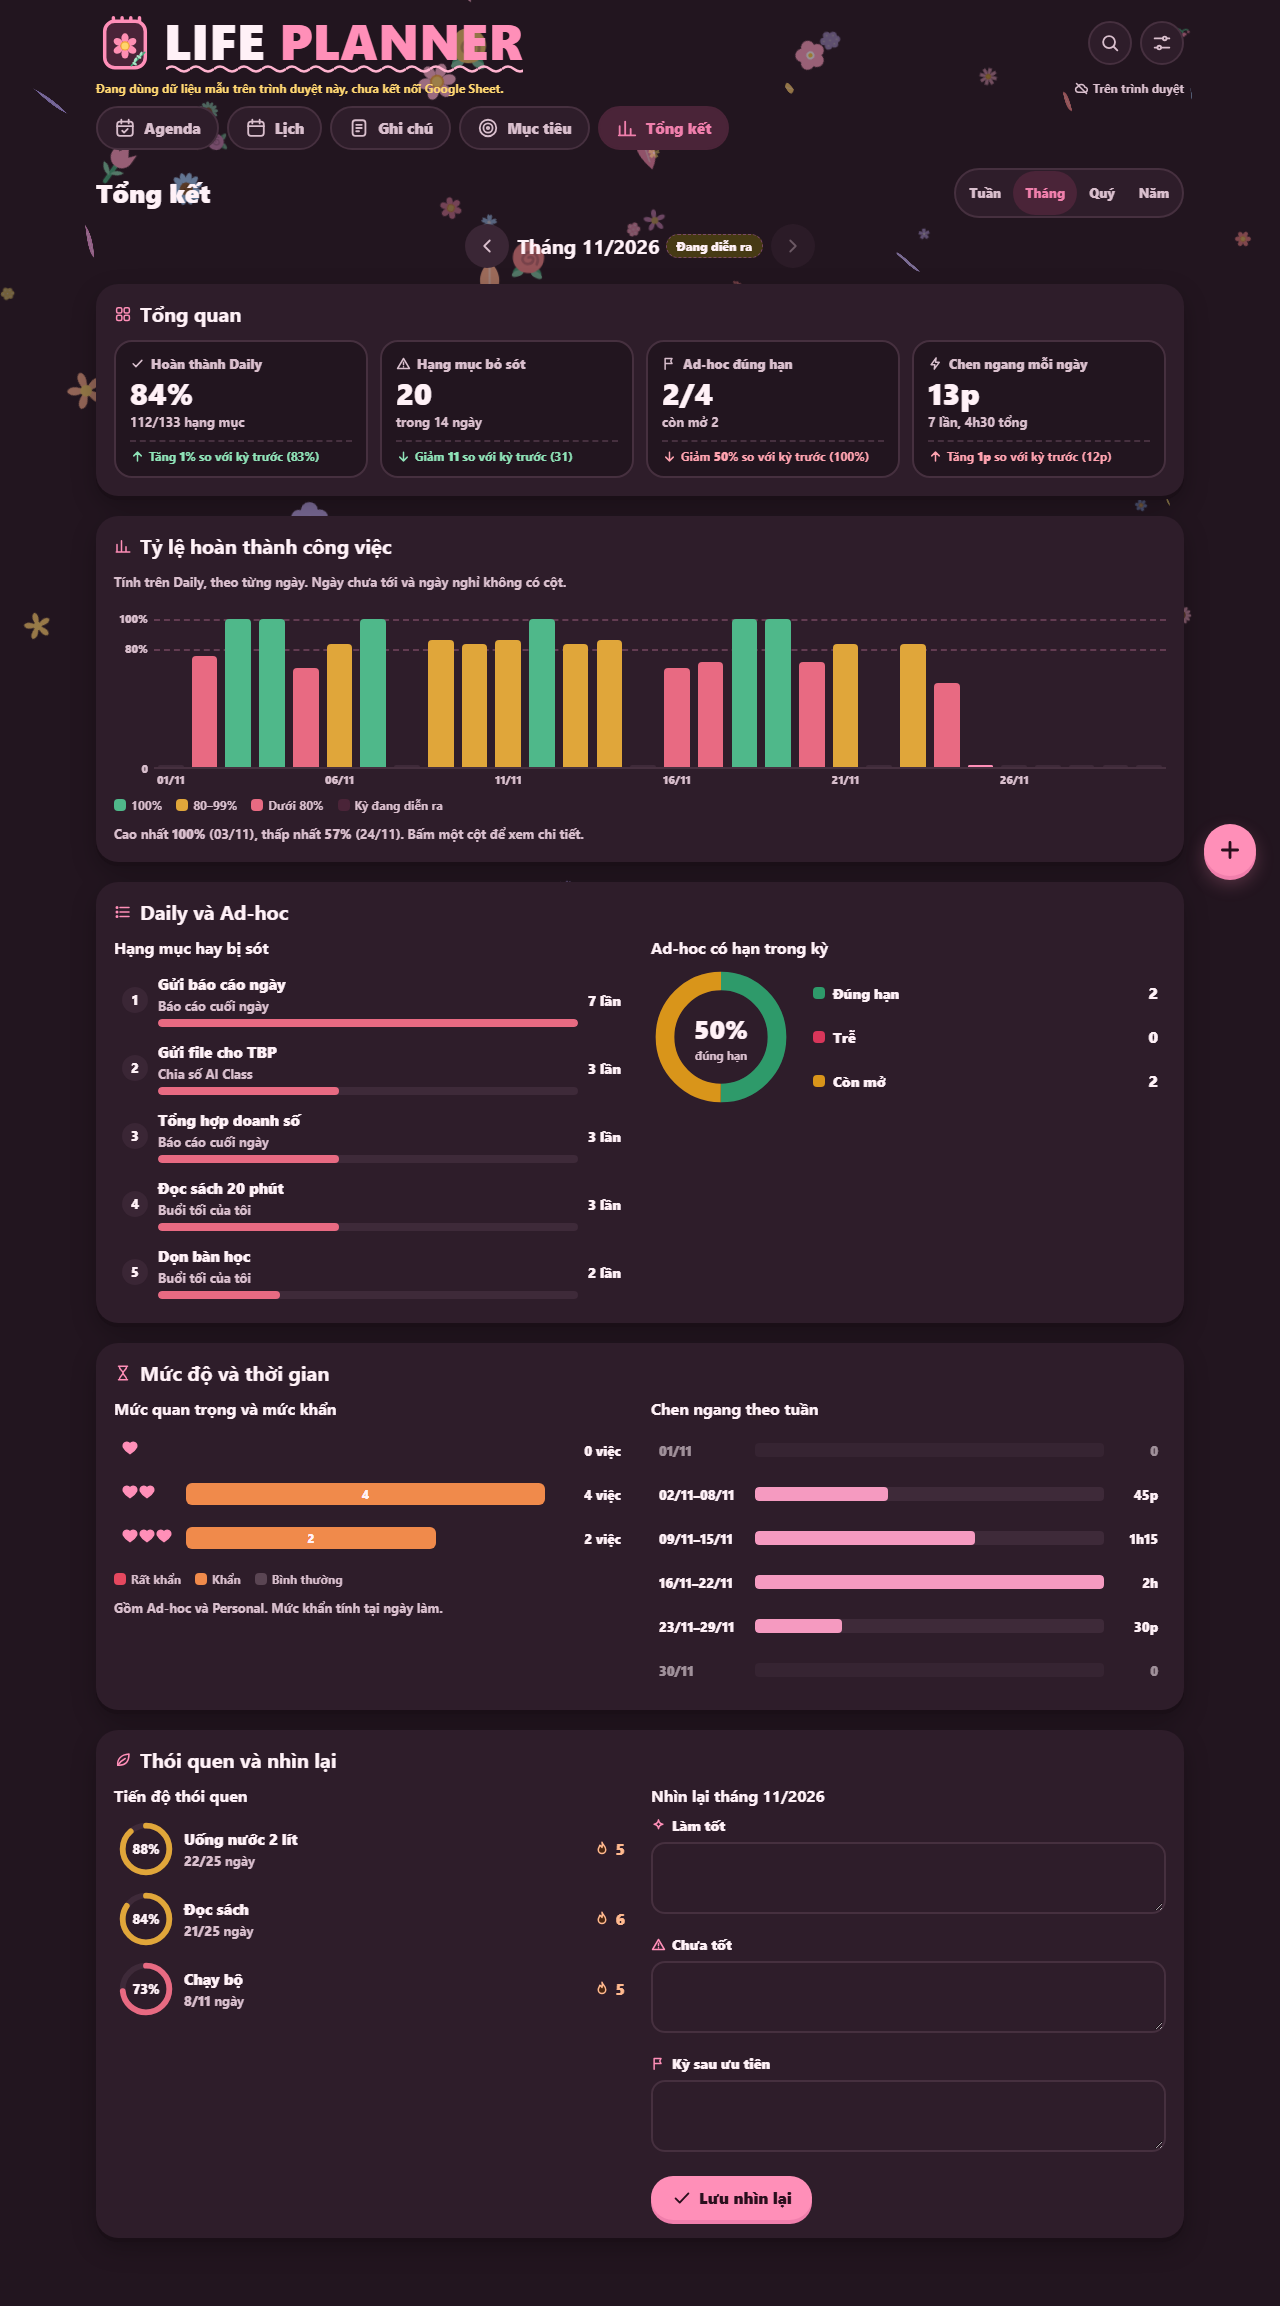 LIFE PLANNER
Đang dùng dữ liệu mẫu trên trình duyệt này, chưa kết nối Google Sheet.
Trên trình duyệt
Agenda
Lịch
Ghi chú
Mục tiêu
Tổng kết
Tổng kết
Tuần
Tháng
Quý
Năm
Tháng 11/2026
Đang diễn ra
Tổng quan
Hoàn thành Daily
84%
112/133 hạng mục
Tăng 1% so với kỳ trước (83%)
Hạng mục bỏ sót
20
trong 14 ngày
Giảm 11 so với kỳ trước (31)
Ad-hoc đúng hạn
2/4
còn mở 2
Giảm 50% so với kỳ trước (100%)
Chen ngang mỗi ngày
13p
7 lần, 4h30 tổng
Tăng 1p so với kỳ trước (12p)
Tỷ lệ hoàn thành công việc
Tính trên Daily, theo từng ngày. Ngày chưa tới và ngày nghỉ không có cột.
100%
80%
0
01/11
06/11
11/11
16/11
21/11
26/11
100%
80–99%
Dưới 80%
Kỳ đang diễn ra
Cao nhất 100% (03/11), thấp nhất 57% (24/11). Bấm một cột để xem chi tiết.
Daily và Ad-hoc
Hạng mục hay bị sót
1
Gửi báo cáo ngày
Báo cáo cuối ngày
7 lần
2
Gửi file cho TBP
Chia số AI Class
3 lần
3
Tổng hợp doanh số
Báo cáo cuối ngày
3 lần
4
Đọc sách 20 phút
Buổi tối của tôi
3 lần
5
Dọn bàn học
Buổi tối của tôi
2 lần
Ad-hoc có hạn trong kỳ
50%
đúng hạn
Đúng hạn
2
Trễ
0
Còn mở
2
Mức độ và thời gian
Mức quan trọng và mức khẩn
0 việc
4
4 việc
2
2 việc
Rất khẩn
Khẩn
Bình thường
Gồm Ad-hoc và Personal. Mức khẩn tính tại ngày làm.
Chen ngang theo tuần
01/11
0
02/11–08/11
45p
09/11–15/11
1h15
16/11–22/11
2h
23/11–29/11
30p
30/11
0
Thói quen và nhìn lại
Tiến độ thói quen
88%
Uống nước 2 lít
22/25 ngày
5
84%
Đọc sách
21/25 ngày
6
73%
Chạy bộ
8/11 ngày
5
Nhìn lại tháng 11/2026
Làm tốt
Chưa tốt
Kỳ sau ưu tiên
Lưu nhìn lại